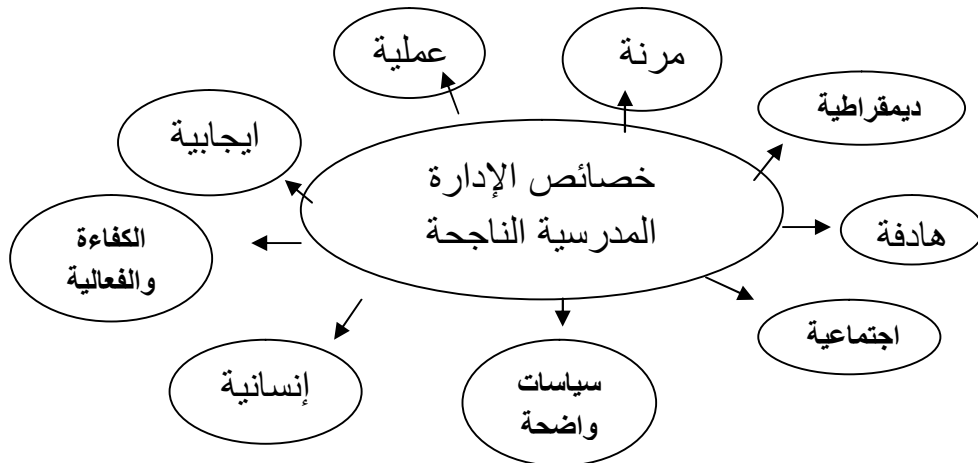 عملية
مرنة
ديمقراطية
ايجابية
خصائص الإدارة
المدرسية الناجحة
هادفة
الكفاءة
والفعالية
اجتماعية
إنسانية
سياسات
واضحة